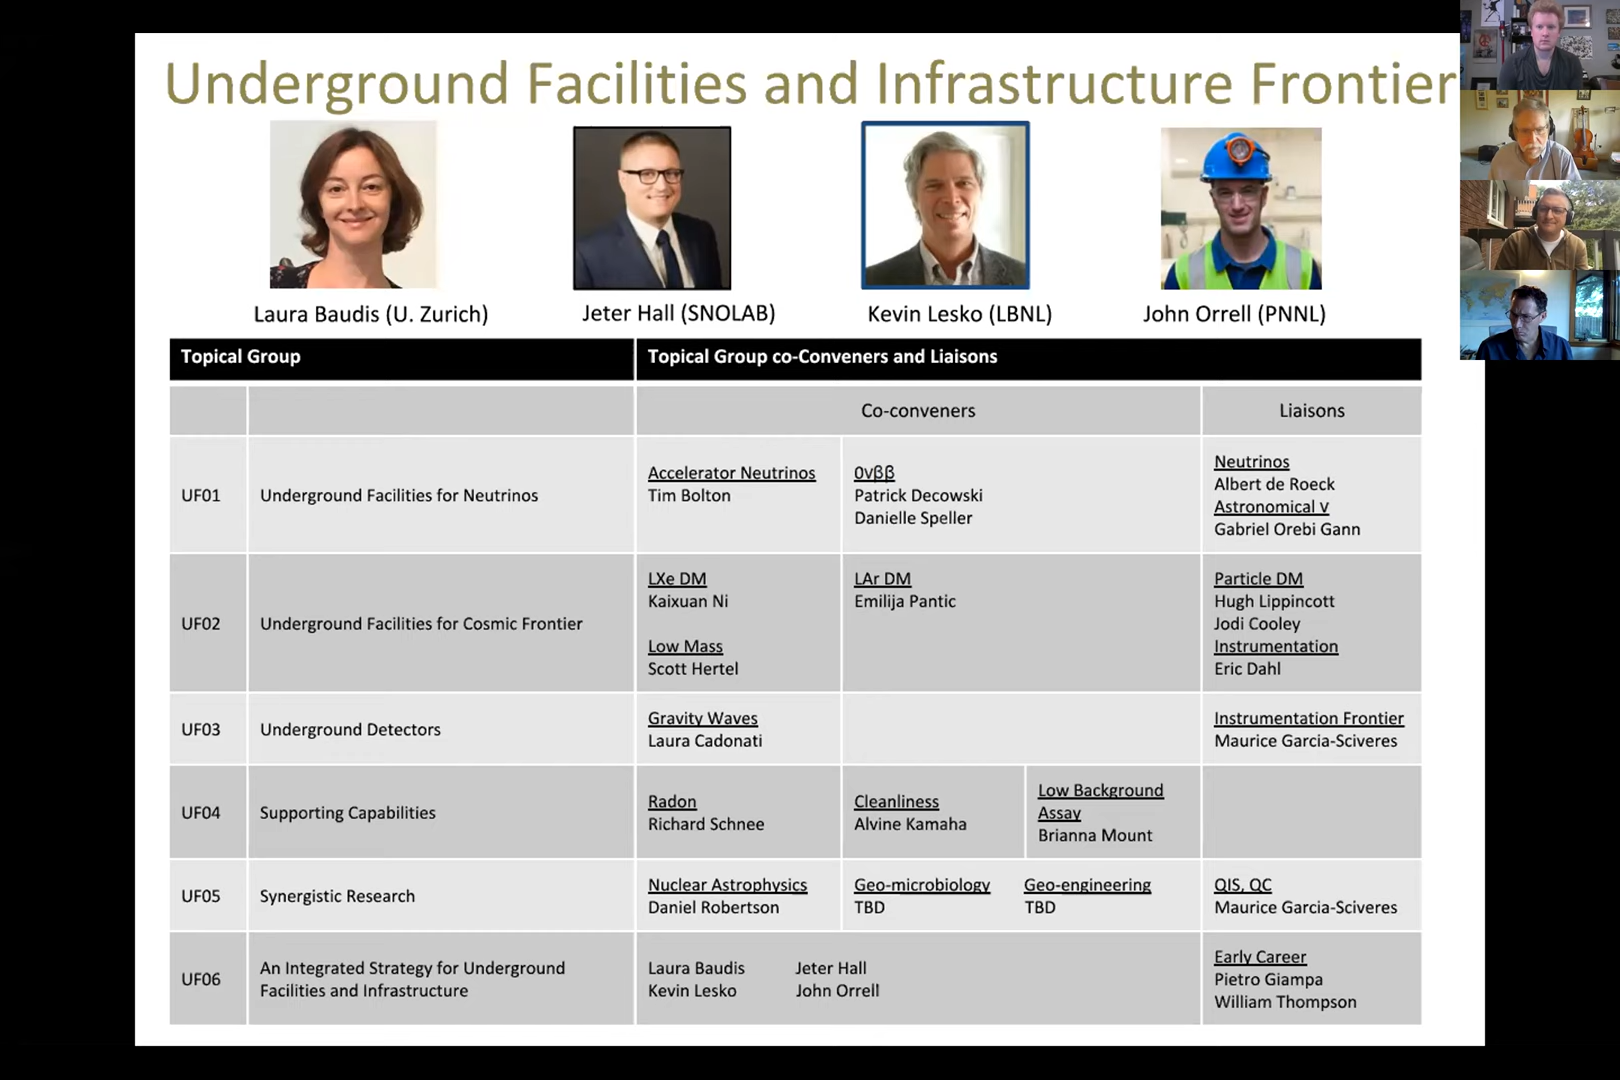 Underground Facilities and Infrastructure Frontier
Laura Baudis (U. Zurich)
Jeter Hall (SNOLAB)
Kevin Lesko (LBNL)
John Orrell (PNNL)
Topical Group
Topical Group co-Conveners and Liaisons
Co-conveners
Liaisons
UF01
Underground Facilities for Neutrinos
Accelerator Neutrinos
Tim Bolton
0νββ
Patrick Decowski
Danielle Speller
Neutrinos
Albert de Roeck
Astronomical ν
Gabriel Orebi Gann
UF02
Underground Facilities for Cosmic Frontier
LXe DM
Kaixuan Ni
Low Mass
Scott Hertel
LAr DM
Emilija Pantic
Particle DM
Hugh Lippincott
Jodi Cooley
Instrumentation
Eric Dahl
UF03
Underground Detectors
Gravity Waves
Laura Cadonati
Instrumentation Frontier
Maurice Garcia-Sciveres
UF04
Supporting Capabilities
Radon
Richard Schnee
Cleanliness
Alvine Kamaha
Low Background
Assay
Brianna Mount
UF05
Synergistic Research
Nuclear Astrophysics
Daniel Robertson
Geo-microbiology
TBD
Geo-engineering
TBD
QIS, QC
Maurice Garcia-Sciveres
UF06
An Integrated Strategy for Underground
Facilities and Infrastructure
Laura Baudis
Kevin Lesko
Jeter Hall
John Orrell
Early Career
Pietro Giampa
William Thompson